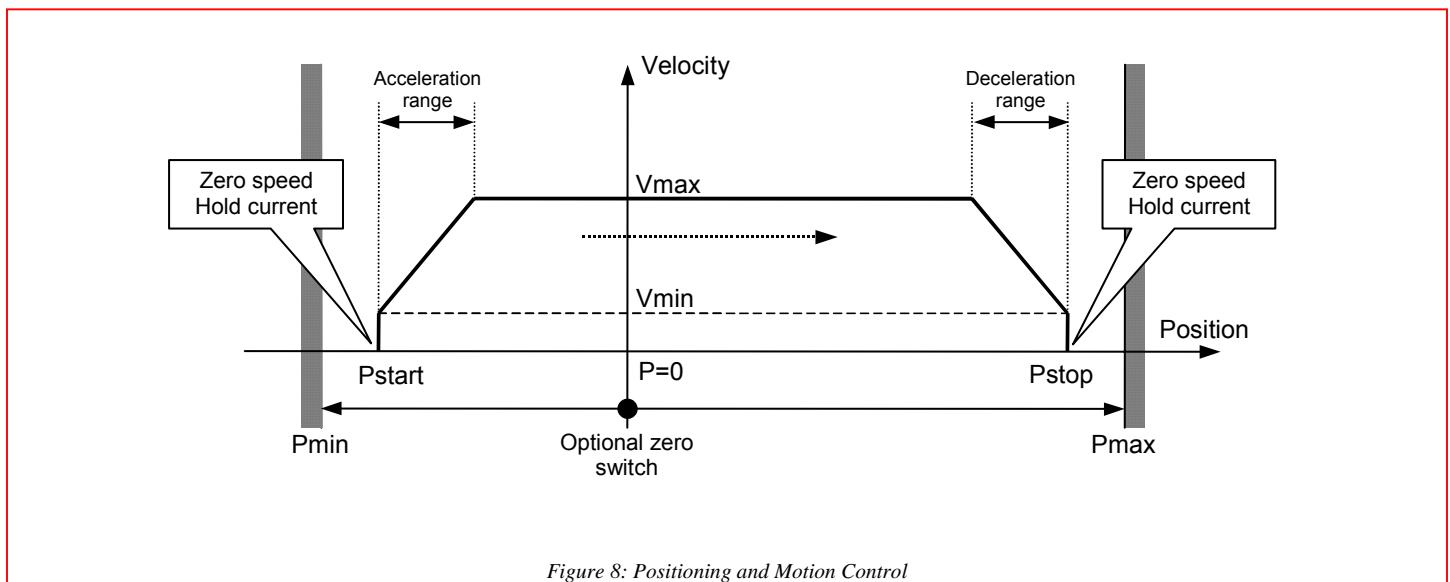 Velocity
Acceleration
range
Deceleration
range
Zero speed
Hold current
Vmax
Zero speed
Hold current
Vmin
Position
Pstart
P=0
Pstop
Pmin
Optional zero
switch
Pmax
Figure 8: Positioning and Motion Control